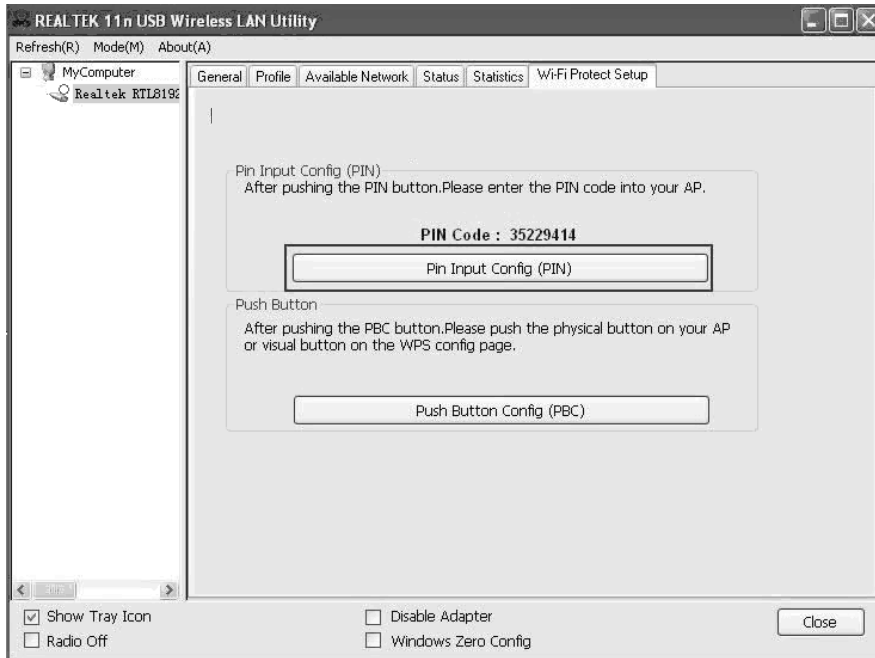 REALTEK 11n USB Wireless LAN Utility
Refresh(R) Mode(M) About(A)
MyComputer
Realtek RTL8192
General Profile Available Network Status Statistics Wi-Fi Protect Setup
Pin Input Config (PIN)
After pushing the PIN button.Please enter the PIN code into your AP.
PIN Code : 35229414
Pin Input Config (PIN)
Push Button
After pushing the PBC button.Please push the physical button on your AP
or visual button on the WPS config page.
Push Button Config (PBC)
Show Tray Icon
Disable Adapter
Close
Radio Off
Windows Zero Config